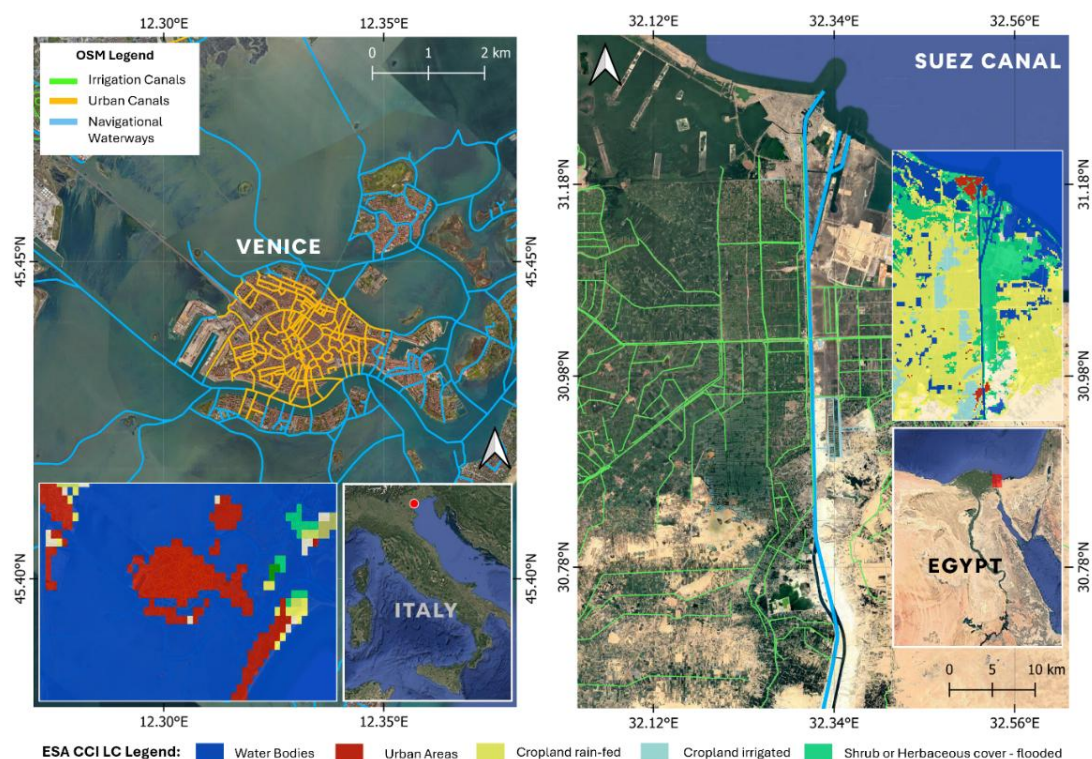 12.30°E
12.35°E
OSM Legend
Irrigation Canals
Urban Canals
Navigational
Waterways
0 1 2 km
VENICE
45.45°N
45.45°N
45.40°N
45.40°N
ITALY
12.30°E
12.35°E
32.12°E
32.34°E
32.56°E
SUEZ CANAL
31.18°N
31.18°N
30.98°N
30.98°N
30.78°N
30.78°N
EGYPT
0 5 10 km
32.12°E
32.34°E
32.56°E
ESA CCI LC Legend:
Water Bodies
Urban Areas
Cropland rain-fed
Cropland irrigated
Shrub or Herbaceous cover - flooded